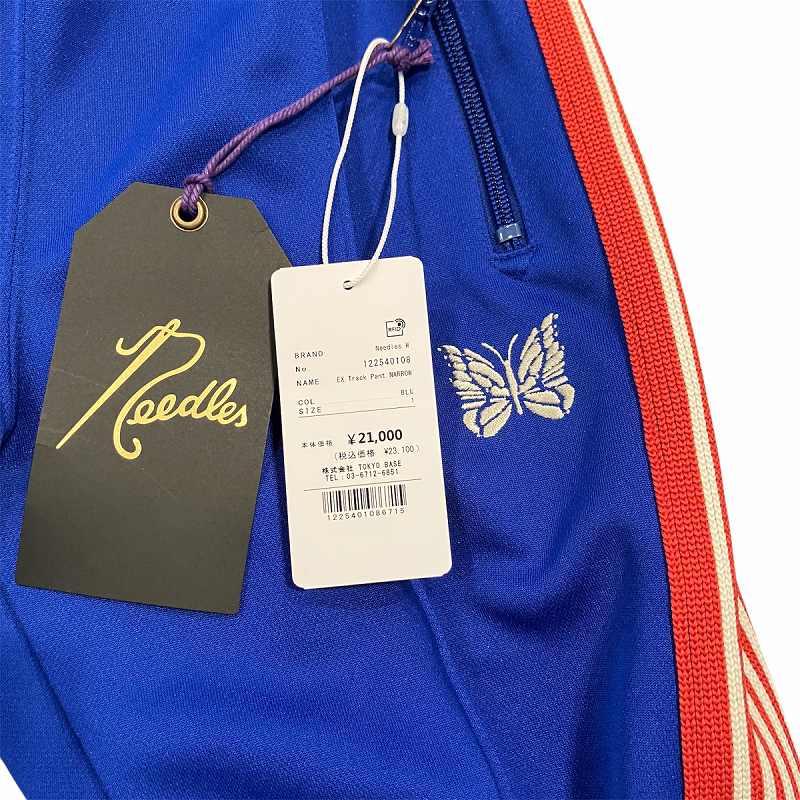 Needles
RFID
BRAND Needles W
No. 122540108
NAME EX Track Pant NARROW
COL BLL
SIZE 1
本体価格 ¥21,000
(税込価格 ¥23,100)
株式会社 TOKYO BASE
TEL：03-6712-6851
1225401086715